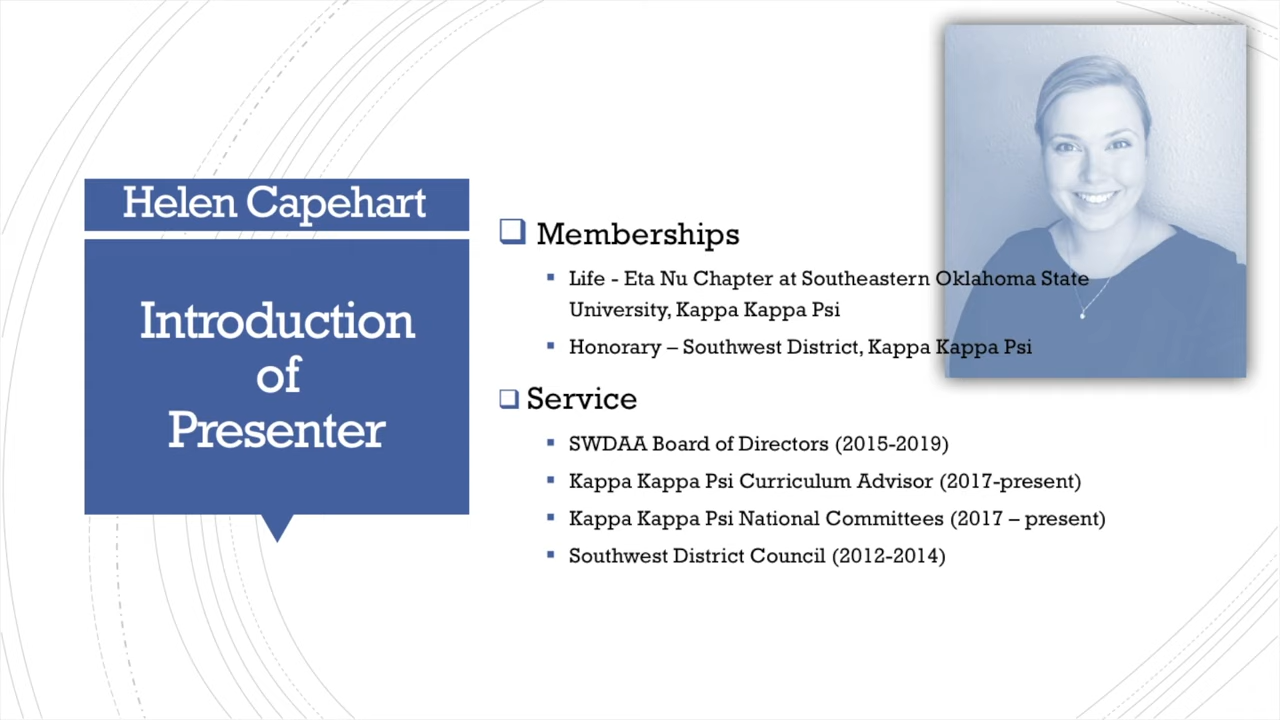 Helen Capehart
Introduction
of
Presenter
Memberships
Life - Eta Nu Chapter at Southeastern Oklahoma State
University, Kappa Kappa Psi
Honorary – Southwest District, Kappa Kappa Psi
Service
SWDAA Board of Directors (2015-2019)
Kappa Kappa Psi Curriculum Advisor (2017-present)
Kappa Kappa Psi National Committees (2017 – present)
Southwest District Council (2012-2014)